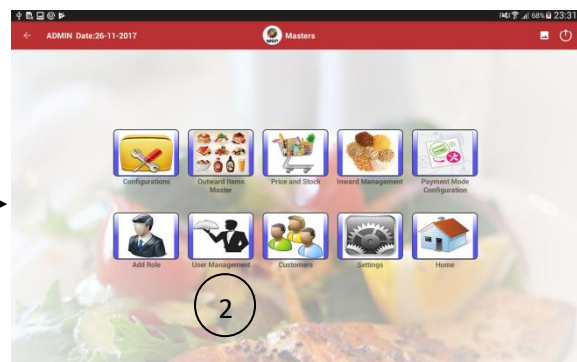 68% 23:31
ADMIN Date:26-11-2017
Masters
Configurations
Outward Items
Master
Price and Stock
Inward Management
Payment Mode
Configuration
Add Role
User Management
Customers
Settings
Home
2